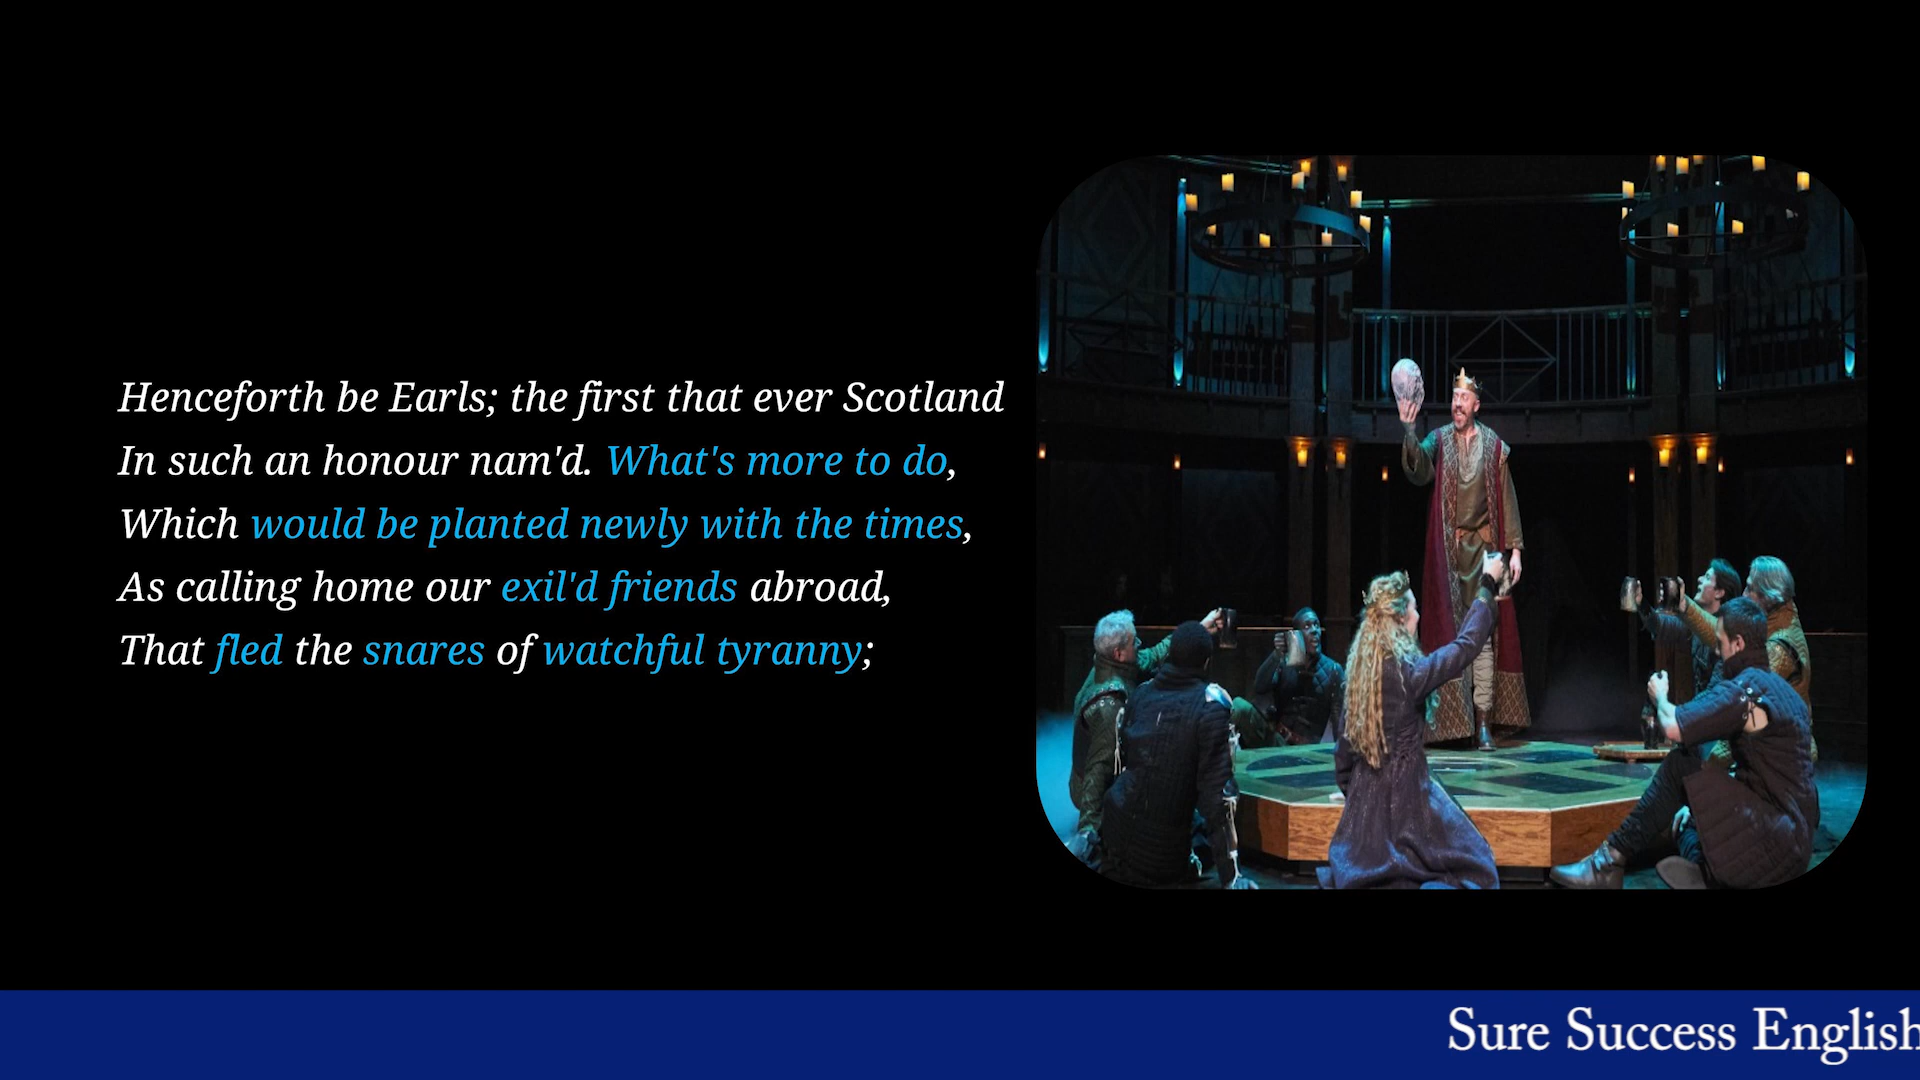 Henceforth be Earls; the first that ever Scotland
In such an honour nam'd. What's more to do,
Which would be planted newly with the times,
As calling home our exil'd friends abroad,
That fled the snares of watchful tyranny;
Sure Success English